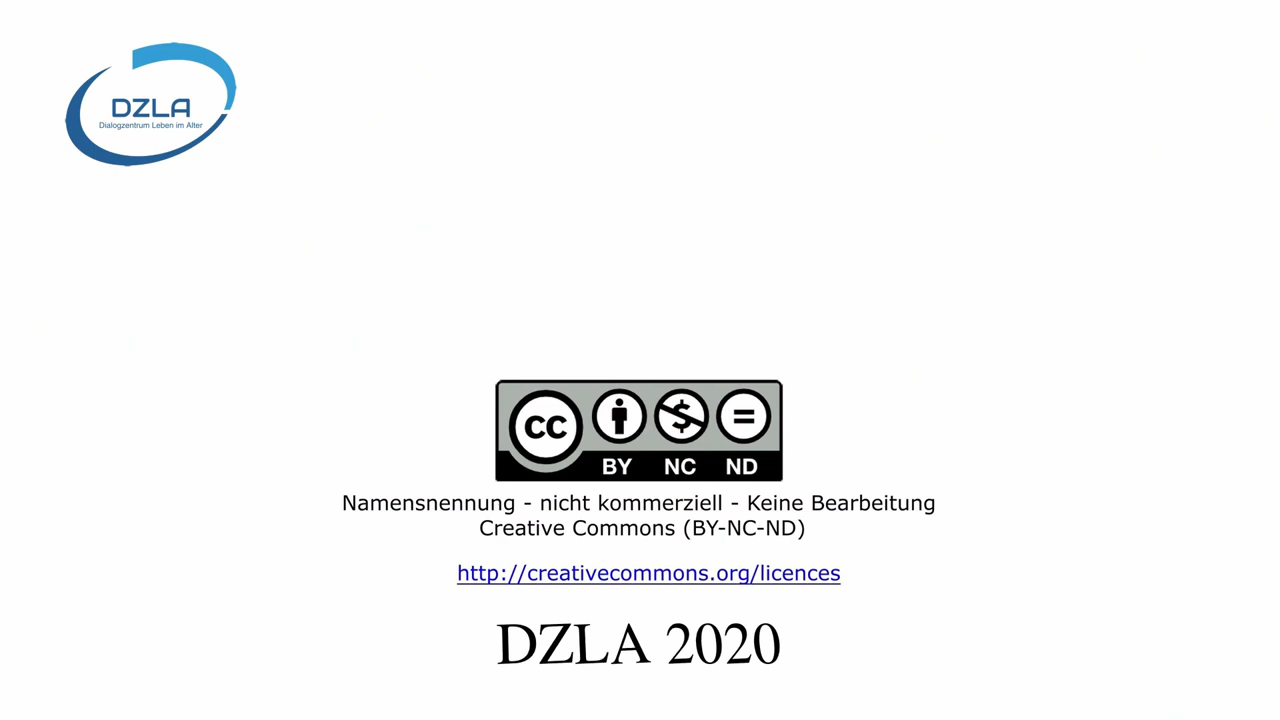 DZLA
Dialogzentrum Leben im Alter
CC
BY NC ND
Namensnennung - nicht kommerziell - Keine Bearbeitung
Creative Commons (BY-NC-ND)
http://creativecommons.org/licences
DZLA 2020